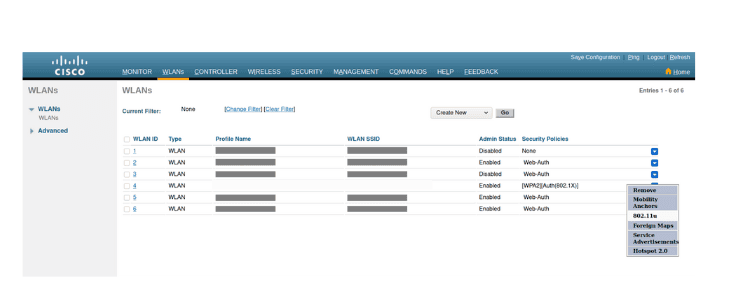 Save Configuration Ping Logout Refresh
CISCO MONITOR WLANs CONTROLLER WIRELESS SECURITY MANAGEMENT COMMANDS HELP FEEDBACK Home
WLANs WLANs Entries 1 - 6 of 6
WLANs Current Filter: None [Change Filter] [Clear Filter] Create New Go
WLANs
Advanced
WLAN ID Type Profile Name WLAN SSID Admin Status Security Policies
1 WLAN Disabled None
2 WLAN Enabled Web-Auth
3 WLAN Disabled Web-Auth
4 WLAN Enabled [WPA2][Auth(802.1X)]
5 WLAN Enabled Web-Auth
6 WLAN Enabled Web-Auth
Remove
Mobility
Anchors
802.11u
Foreign Maps
Service
Advertisements
Hotspot 2.0